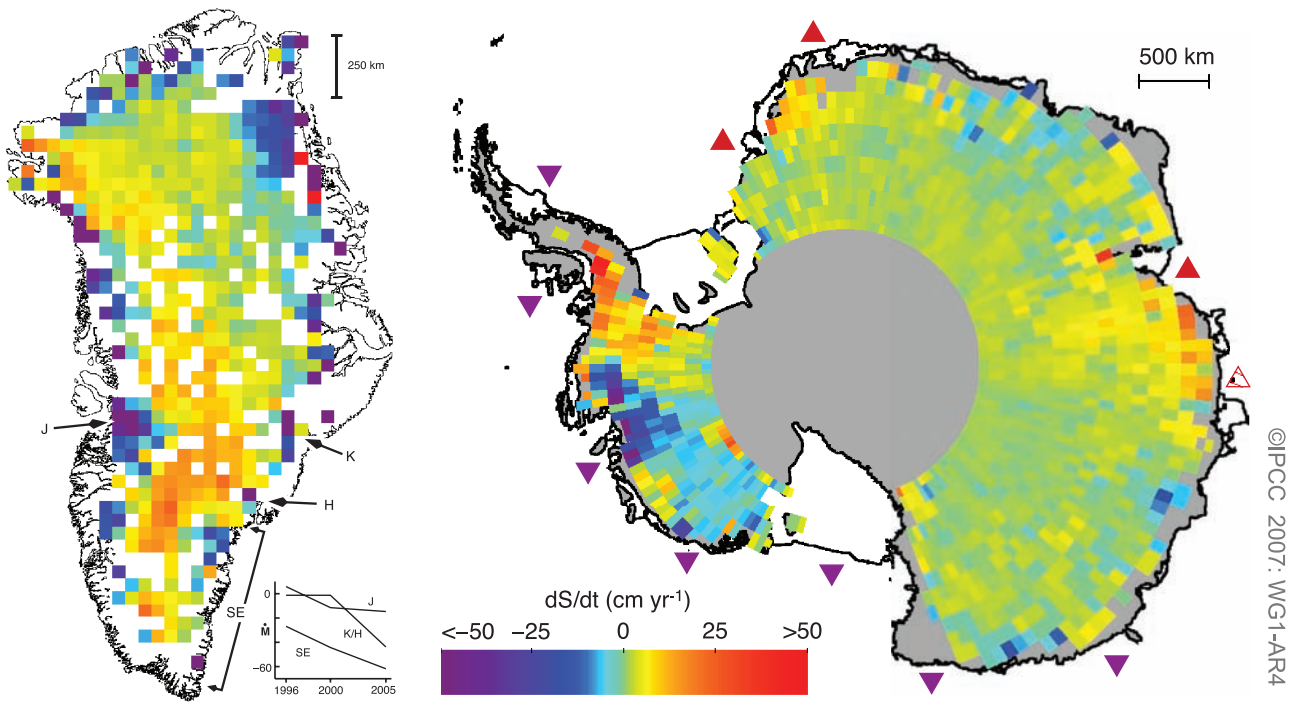 250 km
500 km
J
K
H
SE
0
Ṁ
−60
J
K/H
SE
1996 2000 2005
dS/dt (cm yr-1)
<−50 −25 0 25 >50
©IPCC 2007: WG1-AR4